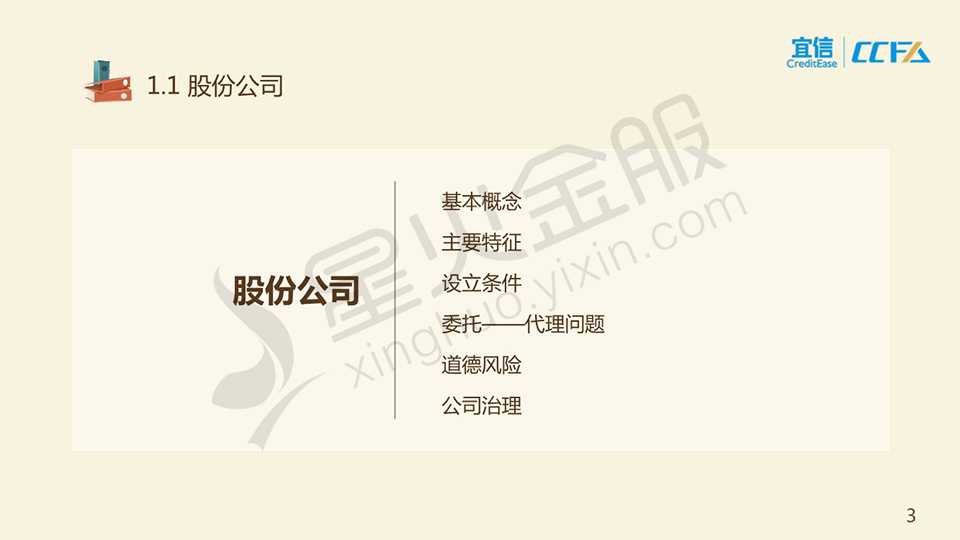 宜信
CreditEase
CCFA
1.1 股份公司
股份公司
基本概念
主要特征
设立条件
委托——代理问题
道德风险
公司治理
星火金服
xinghuo.yixin.com
3